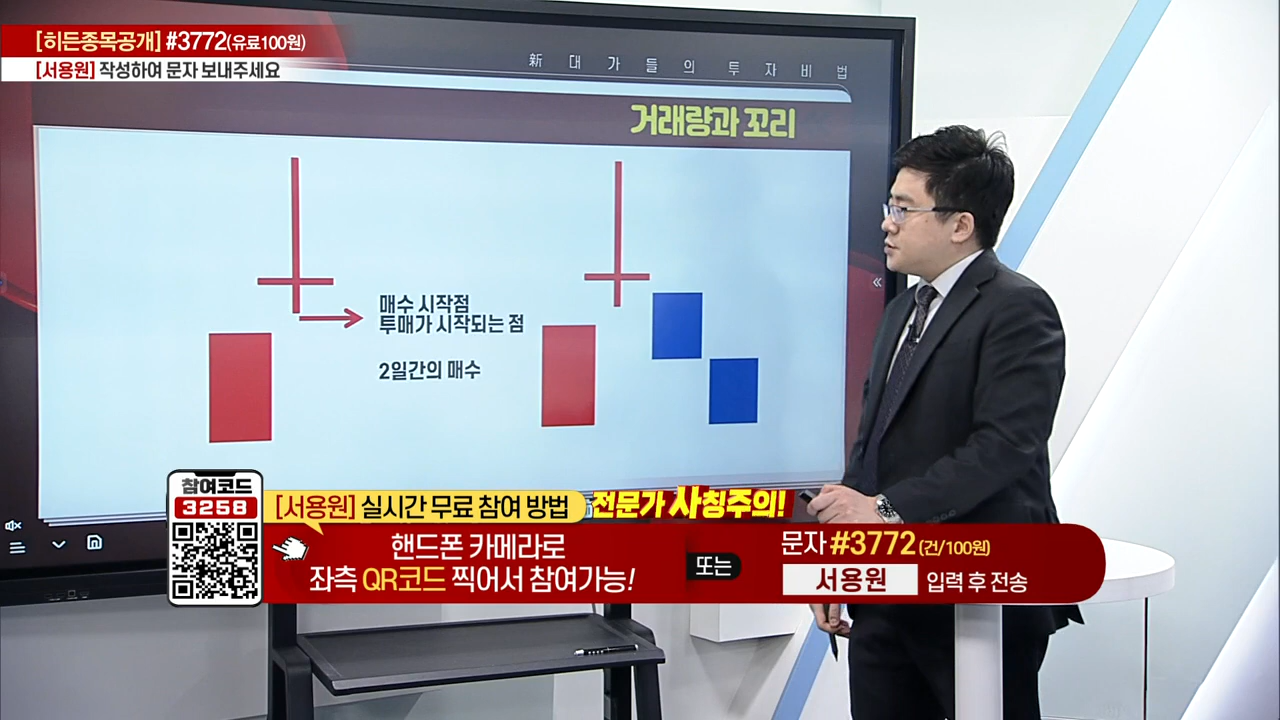 [히든종목공개] #3772(유료100원)
[서용원] 작성하여 문자 보내주세요
新 대가들의 투자비법
거래량과 꼬리
매수 시작점
투매가 시작되는 점
2일간의 매수
참여코드
3258
[서용원] 실시간 무료 참여 방법
전문가 사칭주의!
핸드폰 카메라로
좌측 QR코드 찍어서 참여가능!
또는
문자 #3772 (건/100원)
서용원 입력 후 전송